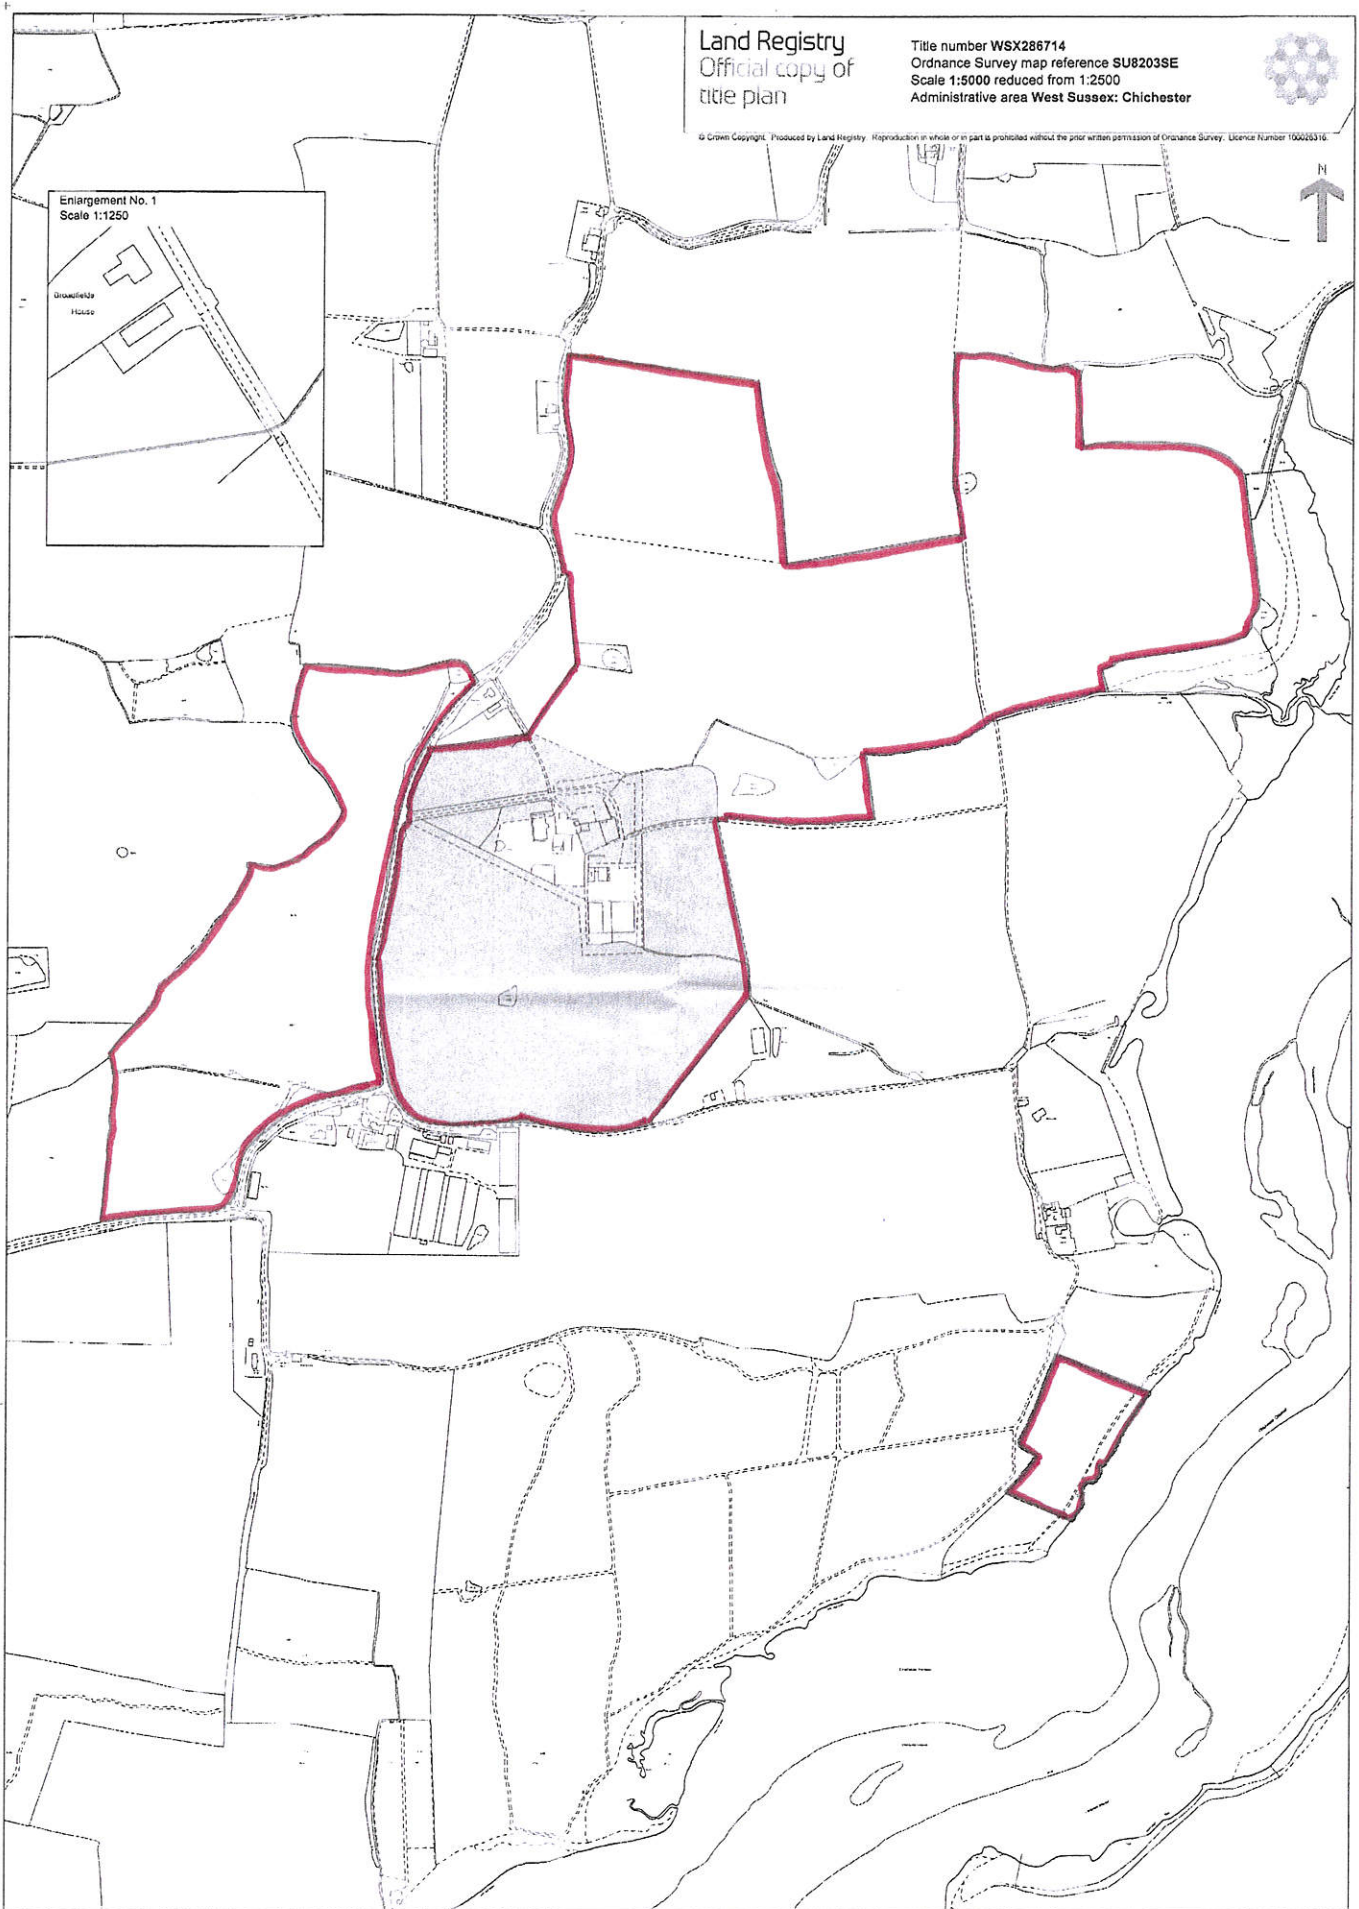 Land Registry
Official copy of
title plan
Title number WSX286714
Ordnance Survey map reference SU8203SE
Scale 1:5000 reduced from 1:2500
Administrative area West Sussex: Chichester
© Crown Copyright. Produced by Land Registry. Reproduction in whole or in part is prohibited without the prior written permission of Ordnance Survey. Licence Number 100026316.
N
Enlargement No. 1
Scale 1:1250
Broadfields
House